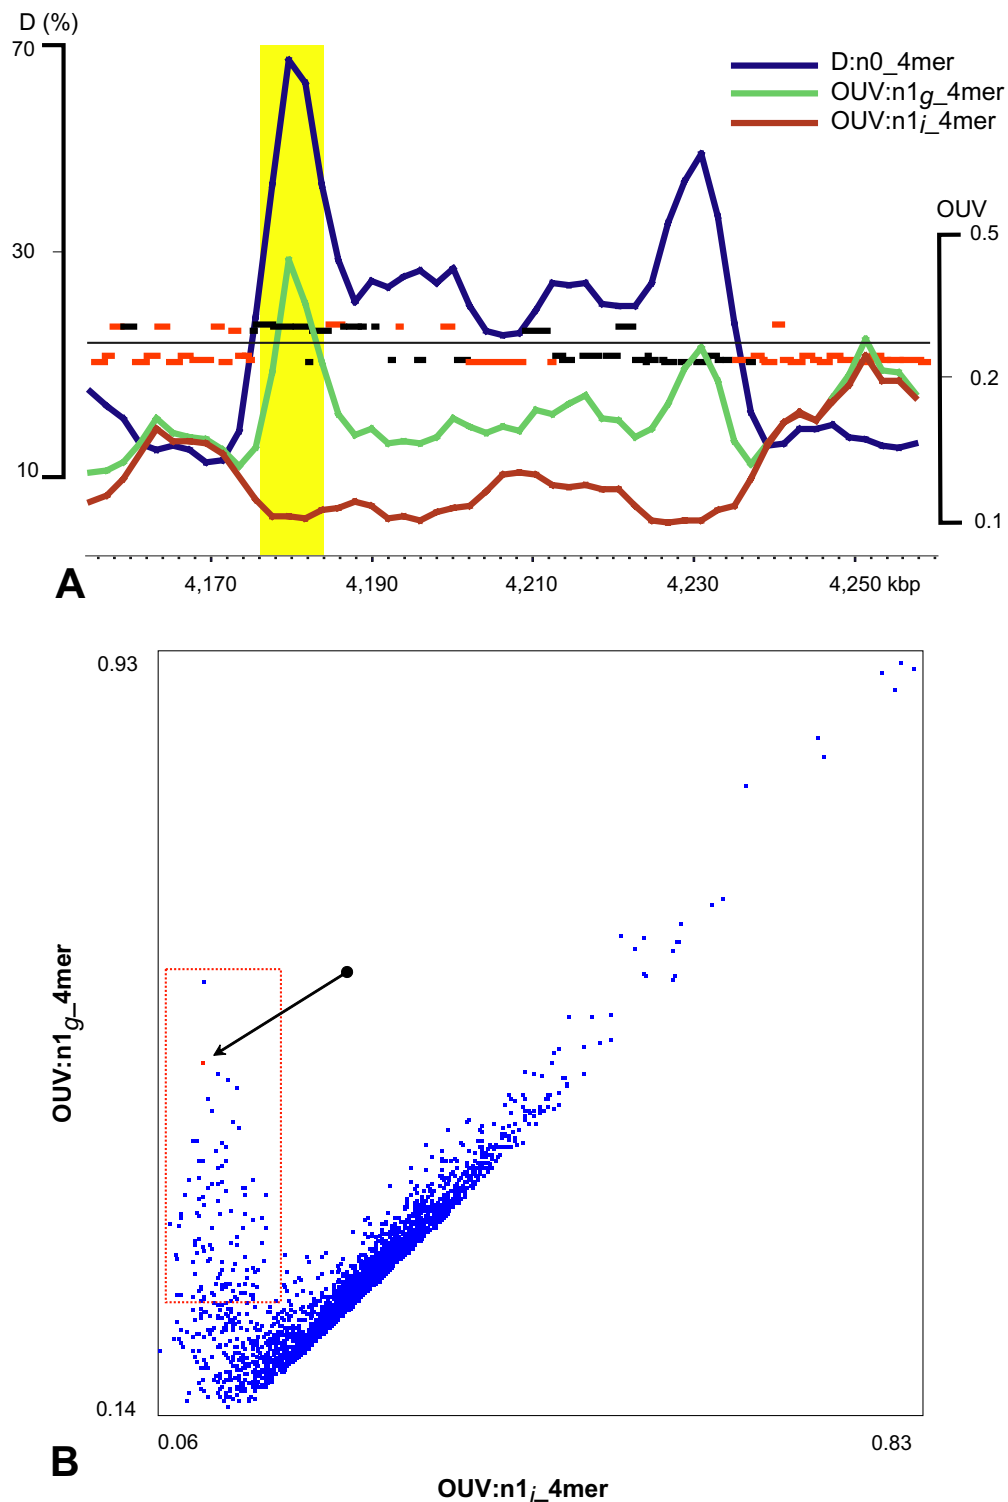 D (%)
70
30
10
D:n0_4mer
OUV:n1g_4mer
OUV:n1i_4mer
OUV
0.5
0.2
0.1
4,170
4,190
4,210
4,230
4,250 kbp
A
0.93
OUV:n1g_4mer
0.14
0.06
0.83
B
OUV:n1i_4mer